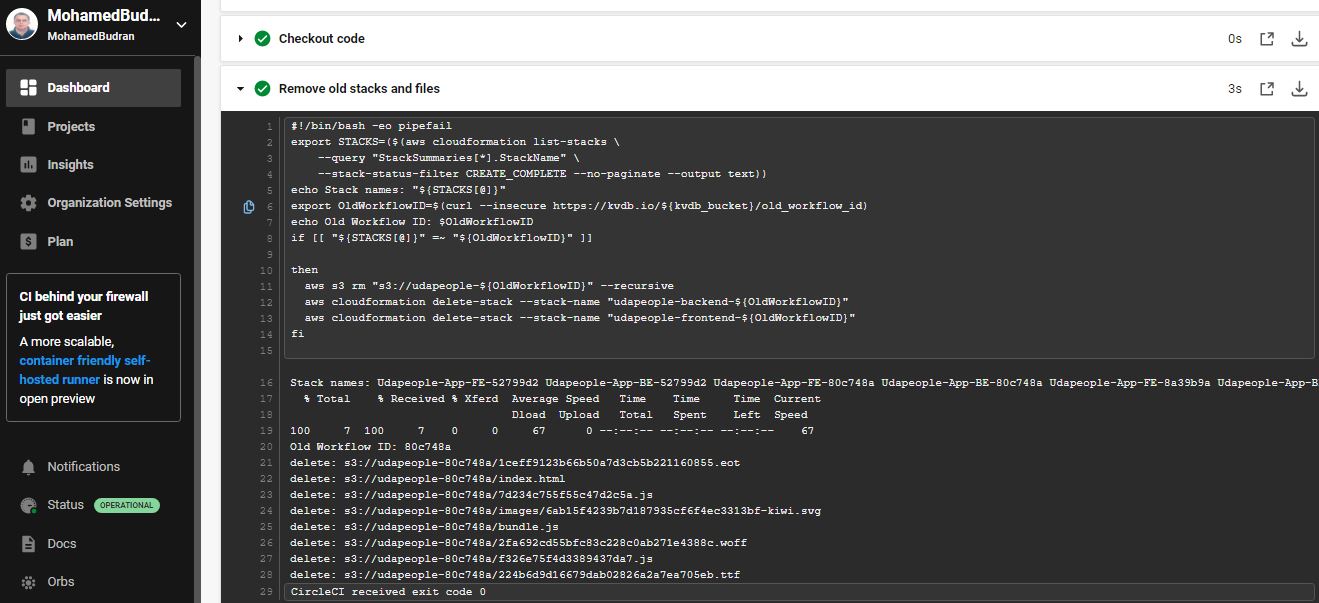 MohamedBud...
MohamedBudran
Dashboard
Projects
Insights
Organization Settings
Plan
CI behind your firewall
just got easier
A more scalable,
container friendly self-
hosted runner is now in
open preview
Notifications
Status OPERATIONAL
Docs
Orbs
Checkout code 0s
Remove old stacks and files 3s
1 #!/bin/bash -eo pipefail
2 export STACKS=($(aws cloudformation list-stacks \
3     --query "StackSummaries[*].StackName" \
4     --stack-status-filter CREATE_COMPLETE --no-paginate --output text))
5 echo Stack names: "${STACKS[@]}"
6 export OldWorkflowID=$(curl --insecure https://kvdb.io/${kvdb_bucket}/old_workflow_id)
7 echo Old Workflow ID: $OldWorkflowID
8 if [[ "${STACKS[@]}" =~ "${OldWorkflowID}" ]]
9
10 then
11   aws s3 rm "s3://udapeople-${OldWorkflowID}" --recursive
12   aws cloudformation delete-stack --stack-name "udapeople-backend-${OldWorkflowID}"
13   aws cloudformation delete-stack --stack-name "udapeople-frontend-${OldWorkflowID}"
14 fi
15
16 Stack names: Udapeople-App-FE-52799d2 Udapeople-App-BE-52799d2 Udapeople-App-FE-80c748a Udapeople-App-BE-80c748a Udapeople-App-FE-8a39b9a Udapeople-App-B
17   % Total    % Received % Xferd  Average Speed   Time    Time     Time  Current
18                                  Dload  Upload   Total   Spent    Left  Speed
19 100     7  100     7    0     0     67      0 --:--:-- --:--:-- --:--:--    67
20 Old Workflow ID: 80c748a
21 delete: s3://udapeople-80c748a/1ceff9123b66b50a7d3cb5b221160855.eot
22 delete: s3://udapeople-80c748a/index.html
23 delete: s3://udapeople-80c748a/7d234c755f55c47d2c5a.js
24 delete: s3://udapeople-80c748a/images/6ab15f4239b7d187935cf6f4ec3313bf-kiwi.svg
25 delete: s3://udapeople-80c748a/bundle.js
26 delete: s3://udapeople-80c748a/2fa692cd55bfc83c228c0ab271e4388c.woff
27 delete: s3://udapeople-80c748a/f326e75f4d3389437da7.js
28 delete: s3://udapeople-80c748a/224b6d9d16679dab02826a2a7ea705eb.ttf
29 CircleCI received exit code 0